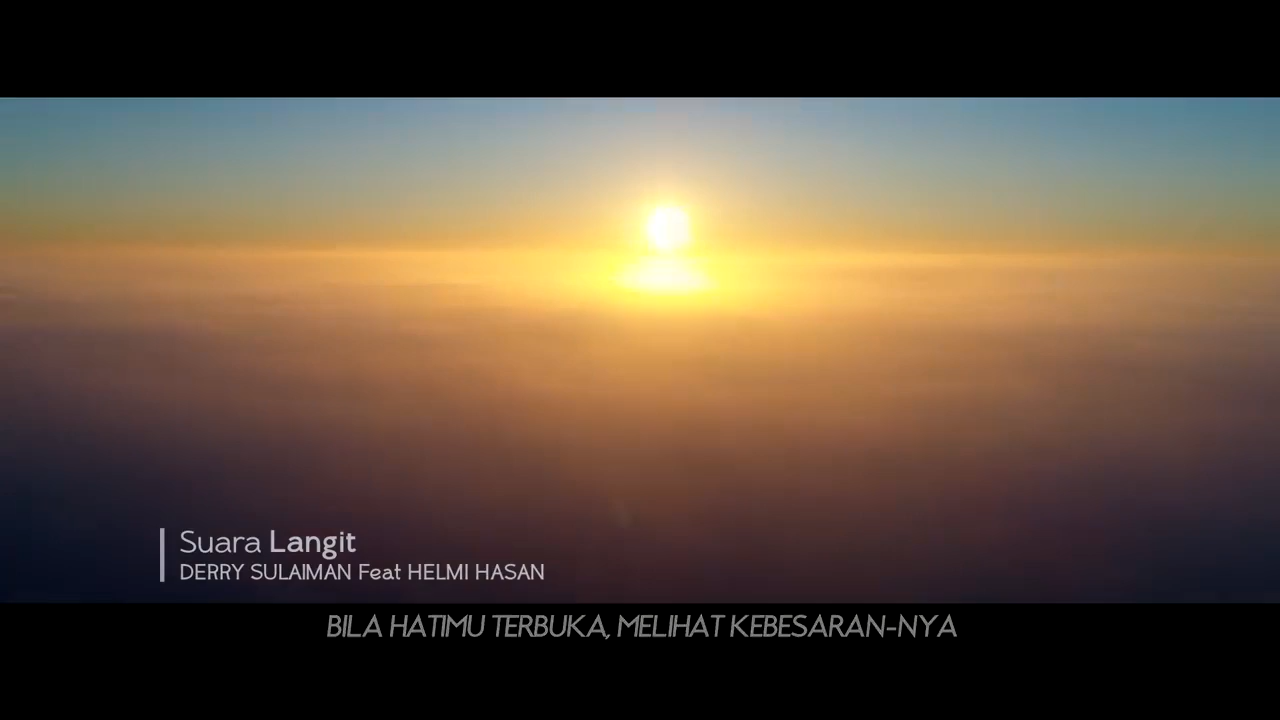 Suara Langit
DERRY SULAIMAN Feat HELMI HASAN
BILA HATIMU TERBUKA, MELIHAT KEBESARAN-NYA